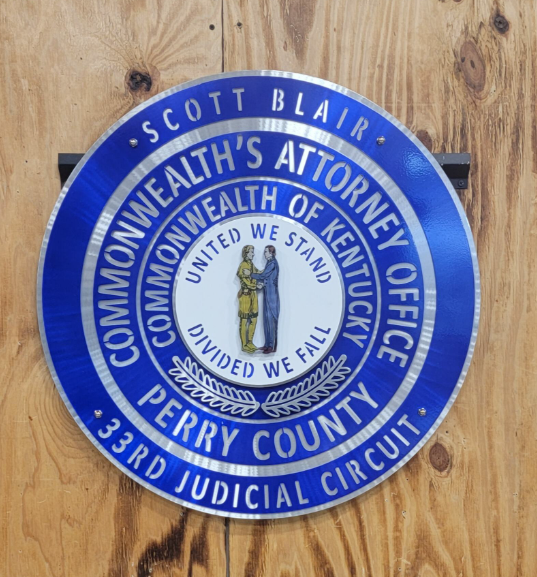 SCOTT BLAIR
COMMONWEALTH'S ATTORNEY OFFICE
COMMONWEALTH OF KENTUCKY
UNITED WE STAND
DIVIDED WE FALL
PERRY COUNTY
33RD JUDICIAL CIRCUIT